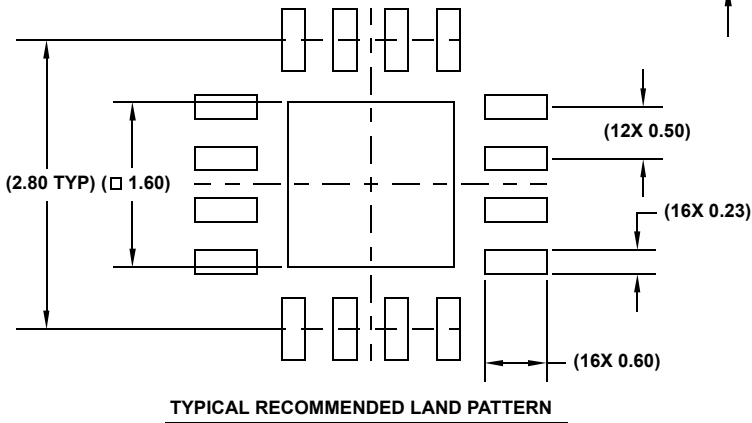 (12X 0.50)
(2.80 TYP) (□ 1.60)
(16X 0.23)
(16X 0.60)
TYPICAL RECOMMENDED LAND PATTERN